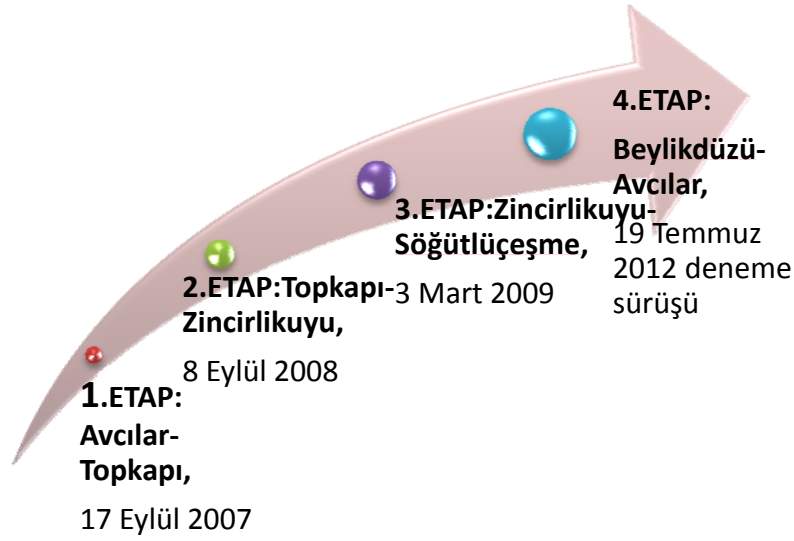 1.ETAP:
Avcılar-
Topkapı,
17 Eylül 2007
2.ETAP:Topkapı-
Zincirlikuyu,
8 Eylül 2008
3.ETAP:Zincirlikuyu-
Söğütlüçeşme,
3 Mart 2009
4.ETAP:
Beylikdüzü-
Avcılar,
19 Temmuz
2012 deneme
sürüşü